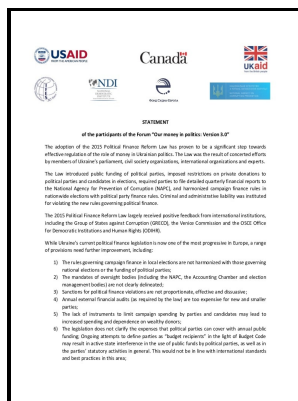 USAID
FROM THE AMERICAN PEOPLE
Canada
UKaid
NDI
STATEMENT
of the participants of the Forum "Our money in politics: Version 3.0"
The adoption of the 2015 Political Finance Reform Law has proven to be a significant step towards
effective regulation of the role of money in Ukrainian politics. The Law was the result of concerted efforts
by members of Ukraine's parliament, civil society organizations, international organizations and experts.
The Law introduced public funding of political parties, imposed restrictions on private donations to
political parties and candidates in elections, required parties to file detailed quarterly financial reports to
the National Agency for Prevention of Corruption (NAPC), and harmonized campaign finance rules in
nationwide elections with political party finance rules. Criminal and administrative liability was instituted
for violating the new rules governing political finance.
The 2015 Political Finance Reform Law largely received positive feedback from international institutions,
including the Group of States against Corruption (GRECO), the Venice Commission and the OSCE Office
for Democratic Institutions and Human Rights (ODIHR).
While Ukraine's current political finance legislation is now one of the most progressive in Europe, a range
of provisions need further improvement, including:
1) The rules governing campaign finance in local elections are not harmonized with those governing
national elections or the funding of political parties;
2) The mandates of oversight bodies (including the NAPC, the Accounting Chamber and election
management bodies) are not clearly delineated;
3) Sanctions for political finance violations are not proportionate, effective and dissuasive;
4) Annual external financial audits (as required by the law) are too expensive for new and smaller
parties;
5) The lack of instruments to limit campaign spending by parties and candidates may lead to
increased spending and dependence on wealthy donors;
6) The legislation does not clarify the expenses that political parties can cover with annual public
funding; Ongoing attempts to define parties as "budget recipients" in the light of Budget Code
may result in active state interference in the use of public funds by political parties, as well as in
the parties' statutory activities in general. This would not be in line with international standards
and best practices in this area;